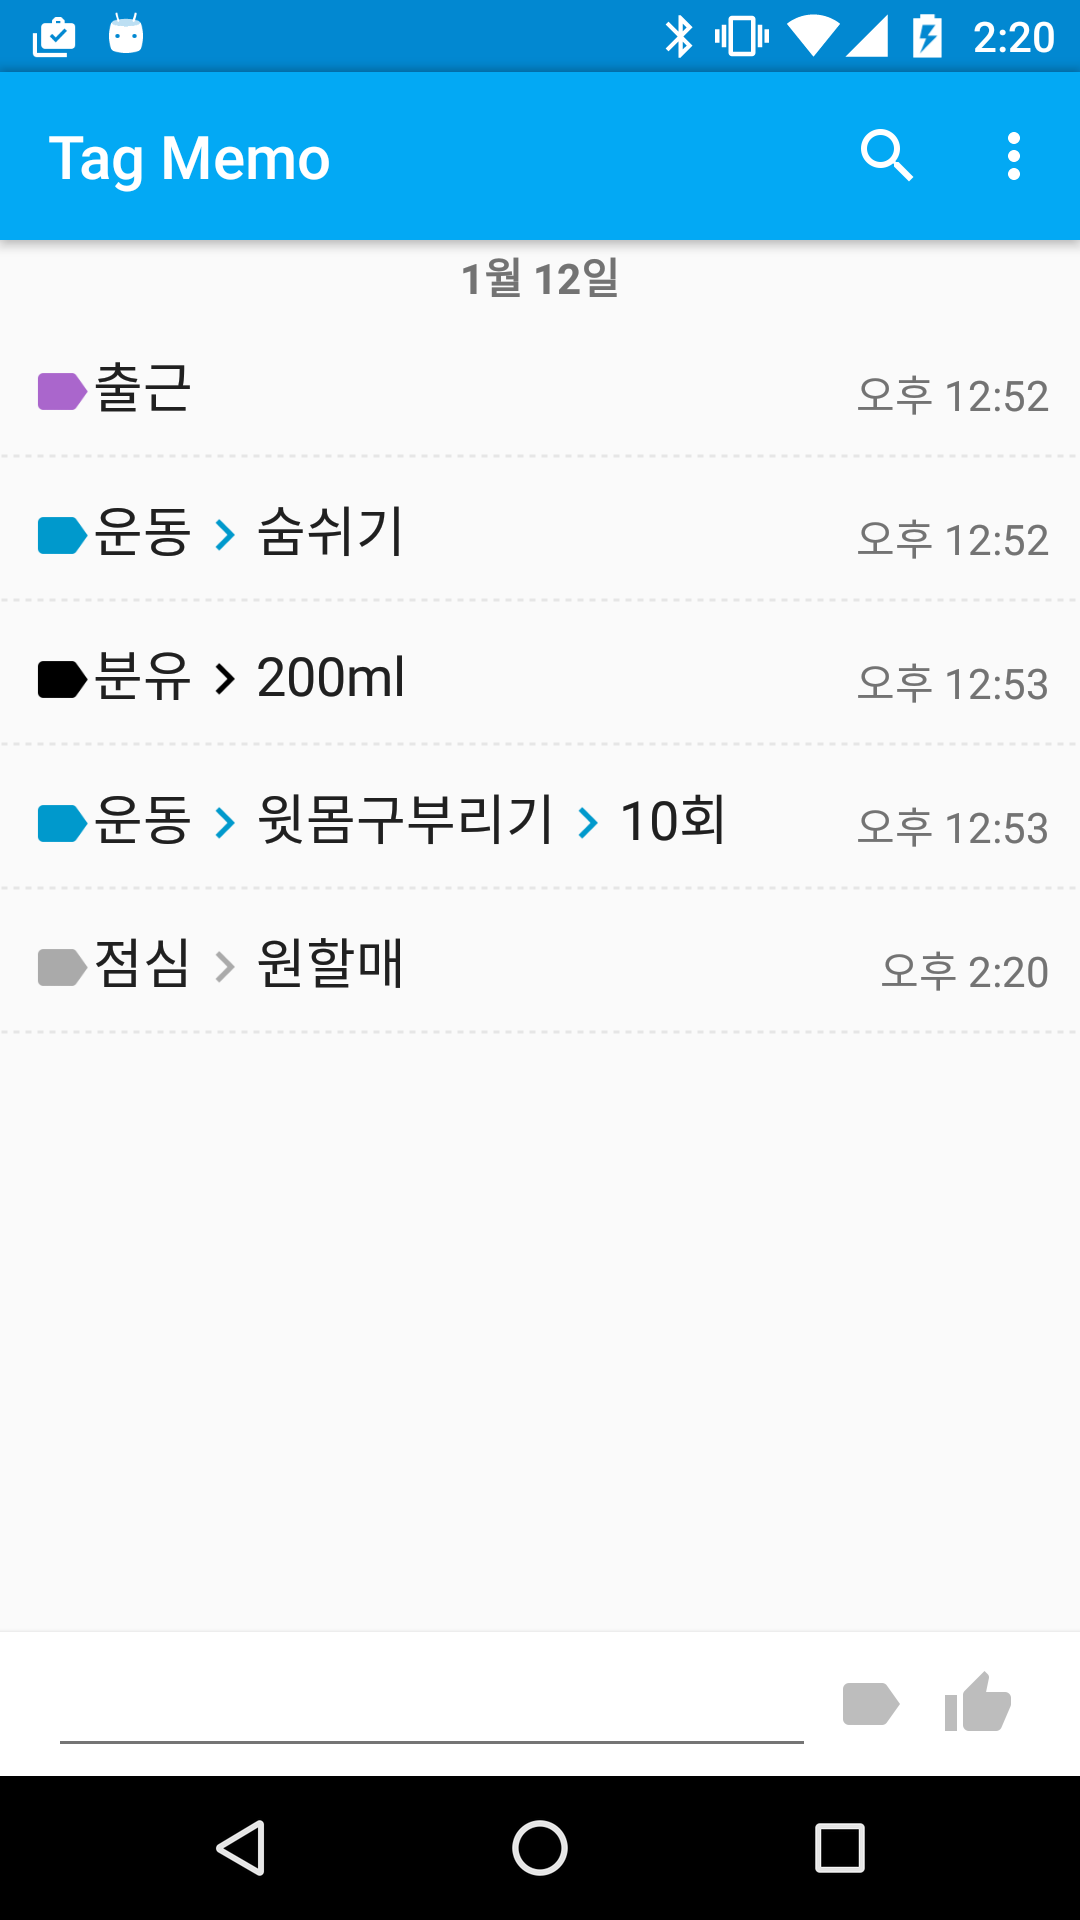 2:20
Tag Memo
1월 12일
출근 오후 12:52
운동 > 숨쉬기 오후 12:52
분유 > 200ml 오후 12:53
운동 > 윗몸구부리기 > 10회 오후 12:53
점심 > 원할매 오후 2:20